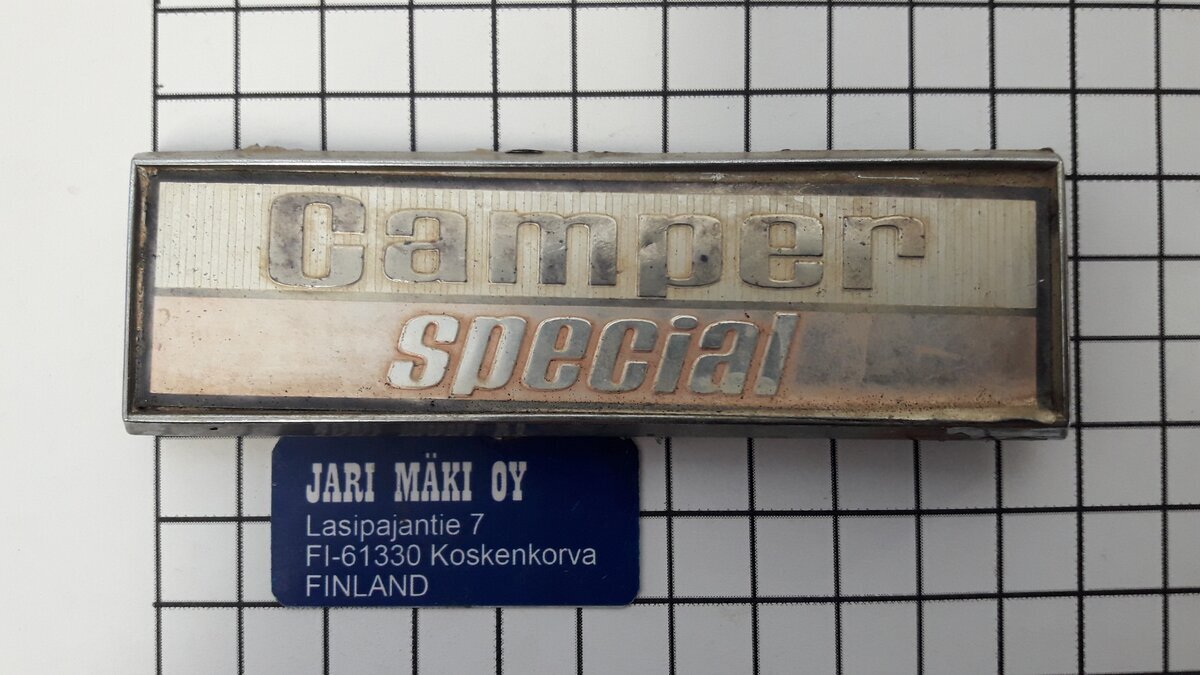 Camper
special
JARI MÄKI OY
Lasipajantie 7
FI-61330 Koskenkorva
FINLAND